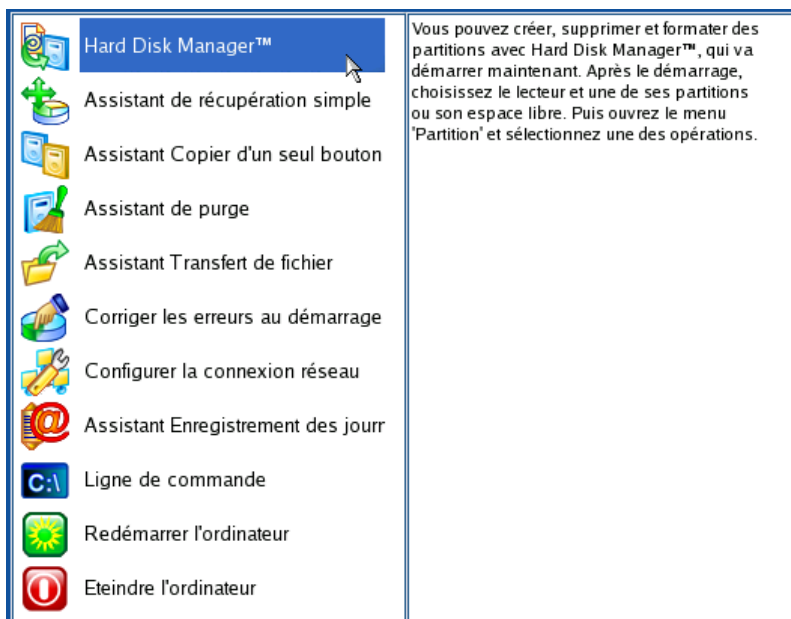 Hard Disk Manager™
Assistant de récupération simple
Assistant Copier d'un seul bouton
Assistant de purge
Assistant Transfert de fichier
Corriger les erreurs au démarrage
Configurer la connexion réseau
Assistant Enregistrement des jourr
C:\
Ligne de commande
Redémarrer l'ordinateur
Eteindre l'ordinateur
Vous pouvez créer, supprimer et formater des
partitions avec Hard Disk Manager™, qui va
démarrer maintenant. Après le démarrage,
choisissez le lecteur et une de ses partitions
ou son espace libre. Puis ouvrez le menu
'Partition' et sélectionnez une des opérations.